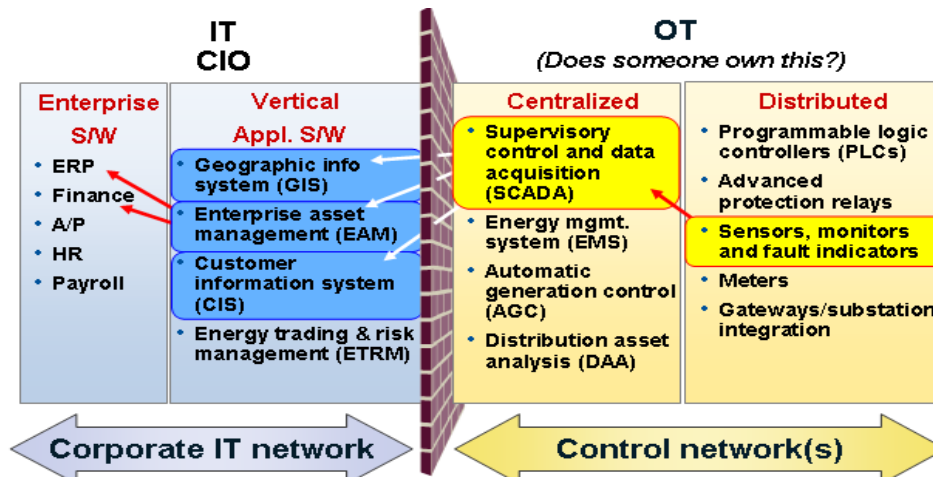 IT
CIO
OT
(Does someone own this?)
Enterprise
S/W
• ERP
• Finance
• A/P
• HR
• Payroll
Vertical
Appl. S/W
• Geographic info
system (GIS)
• Enterprise asset
management (EAM)
• Customer
information system
(CIS)
• Energy trading & risk
management (ETRM)
Centralized
• Supervisory
control and data
acquisition
(SCADA)
• Energy mgmt.
system (EMS)
• Automatic
generation control
(AGC)
• Distribution asset
analysis (DAA)
Distributed
• Programmable logic
controllers (PLCs)
• Advanced
protection relays
• Sensors, monitors
and fault indicators
• Meters
• Gateways/substation
integration
Corporate IT network
Control network(s)